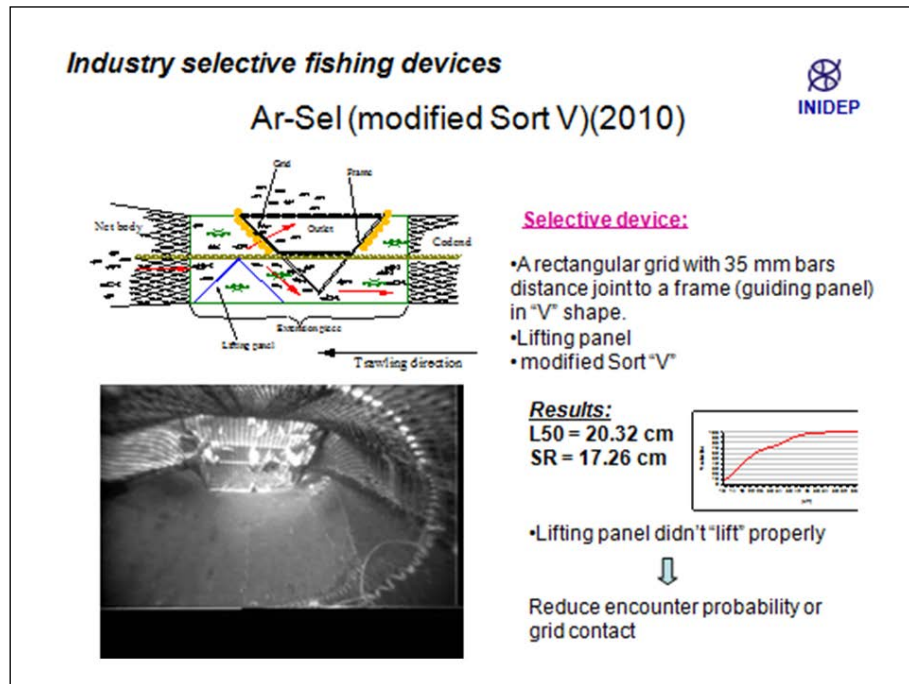 Industry selective fishing devices
INIDEP
Ar-Sel (modified Sort V)(2010)
Grid
Frame
Net body
Outlet
Codend
Extension piece
Lifting panel
Trawling direction
Selective device:
•A rectangular grid with 35 mm bars
distance joint to a frame (guiding panel)
in “V” shape.
•Lifting panel
• modified Sort “V”
Results:
L50 = 20.32 cm
SR = 17.26 cm
•Lifting panel didn’t “lift” properly
Reduce encounter probability or
grid contact